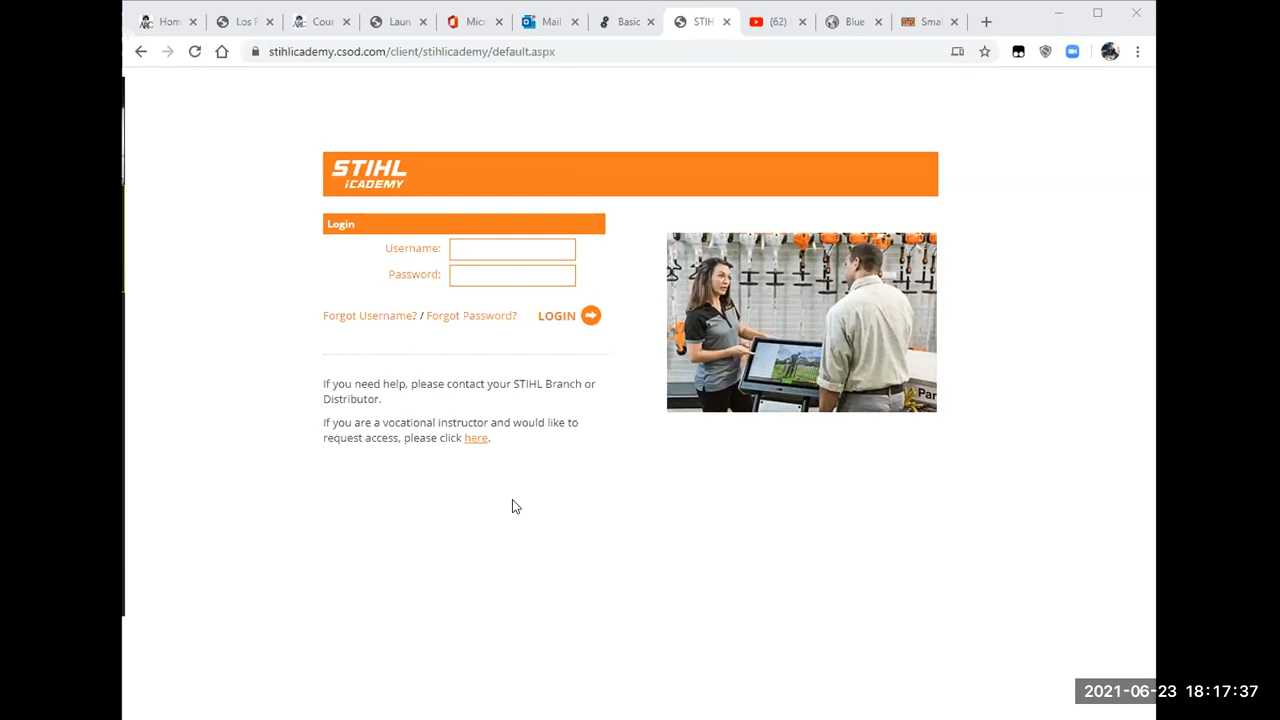 Hom
Los F
Cour
Laun
Micr
Mail
Basic
STIH
(62)
Blue
Smal
stihlicademy.csod.com/client/stihlicademy/default.aspx
STIHL
iCADEMY
Login
Username:
Password:
Forgot Username? / Forgot Password? LOGIN
If you need help, please contact your STIHL Branch or
Distributor.
If you are a vocational instructor and would like to
request access, please click here.
Par
2021-06-23 18:17:37